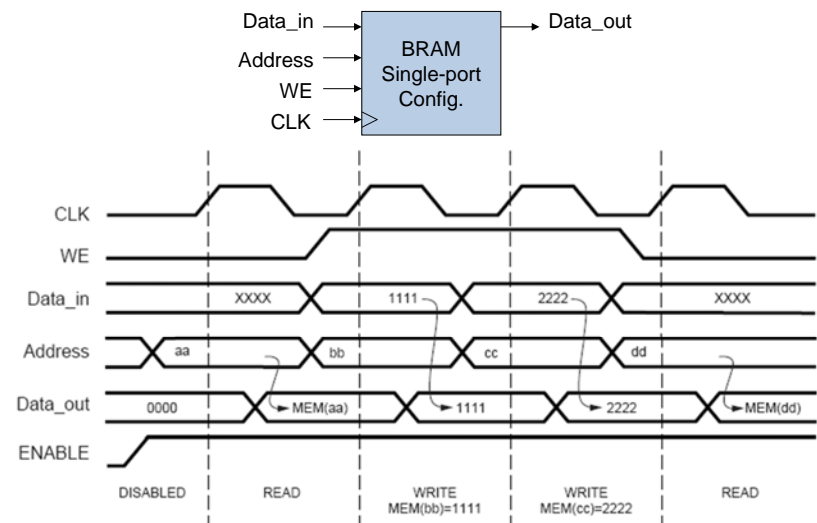 Data_in
Address
WE
CLK
BRAM
Single-port
Config.
Data_out
CLK
WE
Data_in XXXX 1111 2222 XXXX
Address aa bb cc dd
Data_out 0000 MEM(aa) 1111 2222 MEM(dd)
ENABLE
DISABLED READ WRITE WRITE READ
MEM(bb)=1111 MEM(cc)=2222